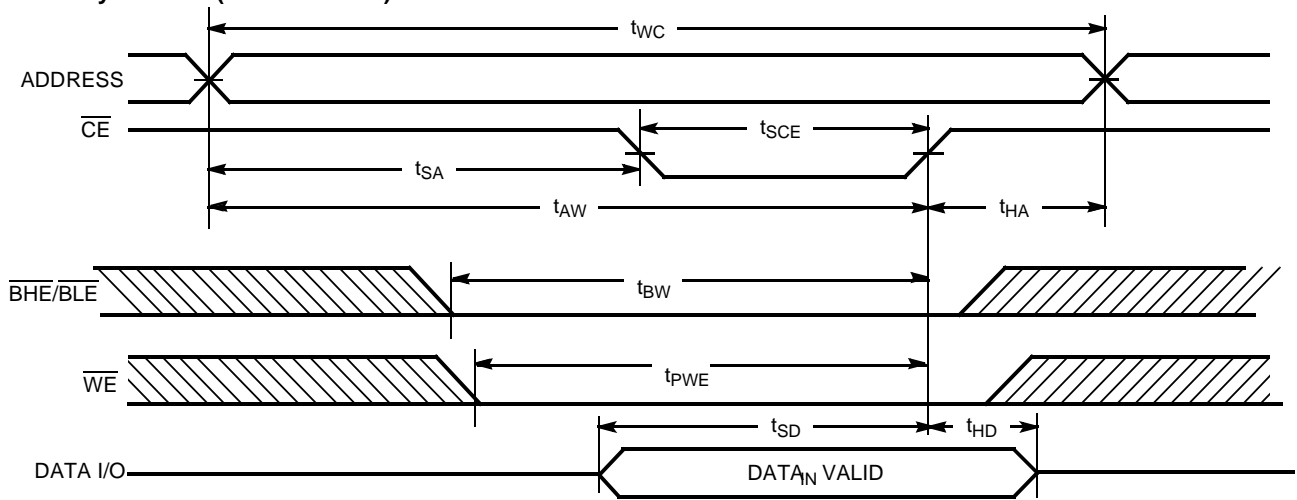 tWC
ADDRESS
CE
tSCE
tSA
tAW
tHA
BHE/BLE
tBW
WE
tPWE
tSD
tHD
DATA I/O
DATAIN VALID